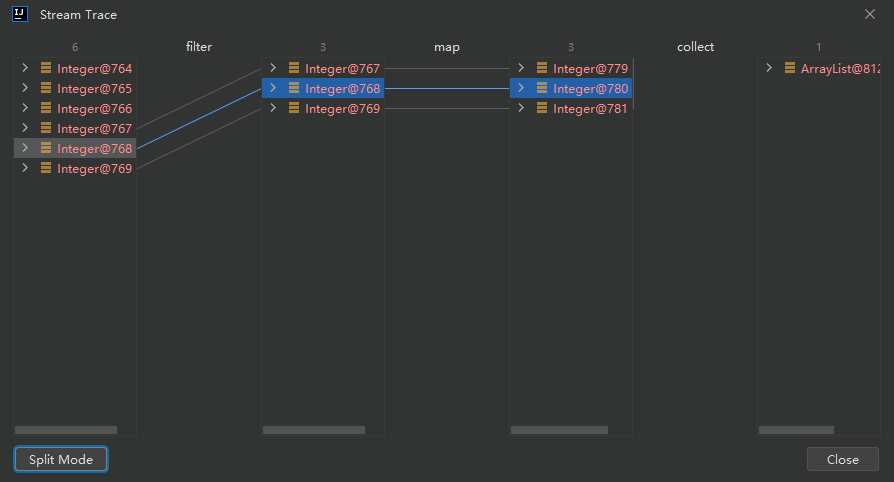 IJ Stream Trace
6 filter 3 map 3 collect 1
Integer@764 Integer@767 Integer@779 ArrayList@812
Integer@765 Integer@768 Integer@780
Integer@766 Integer@769 Integer@781
Integer@767
Integer@768
Integer@769
Split Mode Close